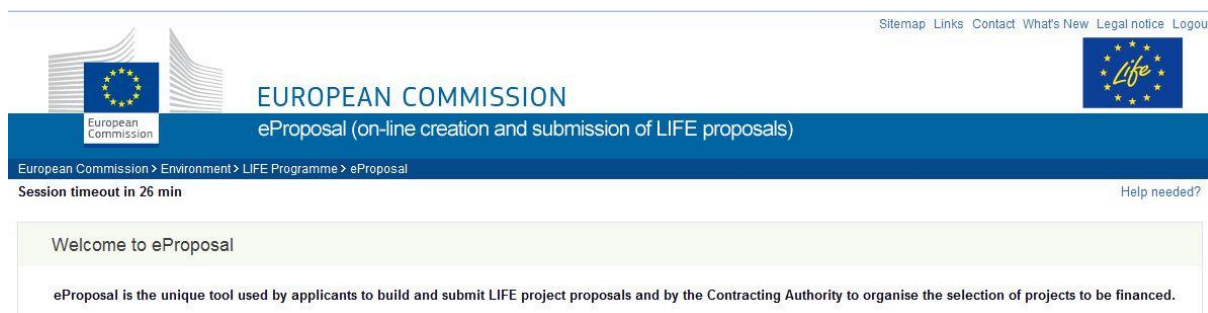 Sitemap Links Contact What's New Legal notice Logou
Life
EUROPEAN COMMISSION
European
Commission
eProposal (on-line creation and submission of LIFE proposals)
European Commission > Environment > LIFE Programme > eProposal
Session timeout in 26 min
Help needed?
Welcome to eProposal
eProposal is the unique tool used by applicants to build and submit LIFE project proposals and by the Contracting Authority to organise the selection of projects to be financed.